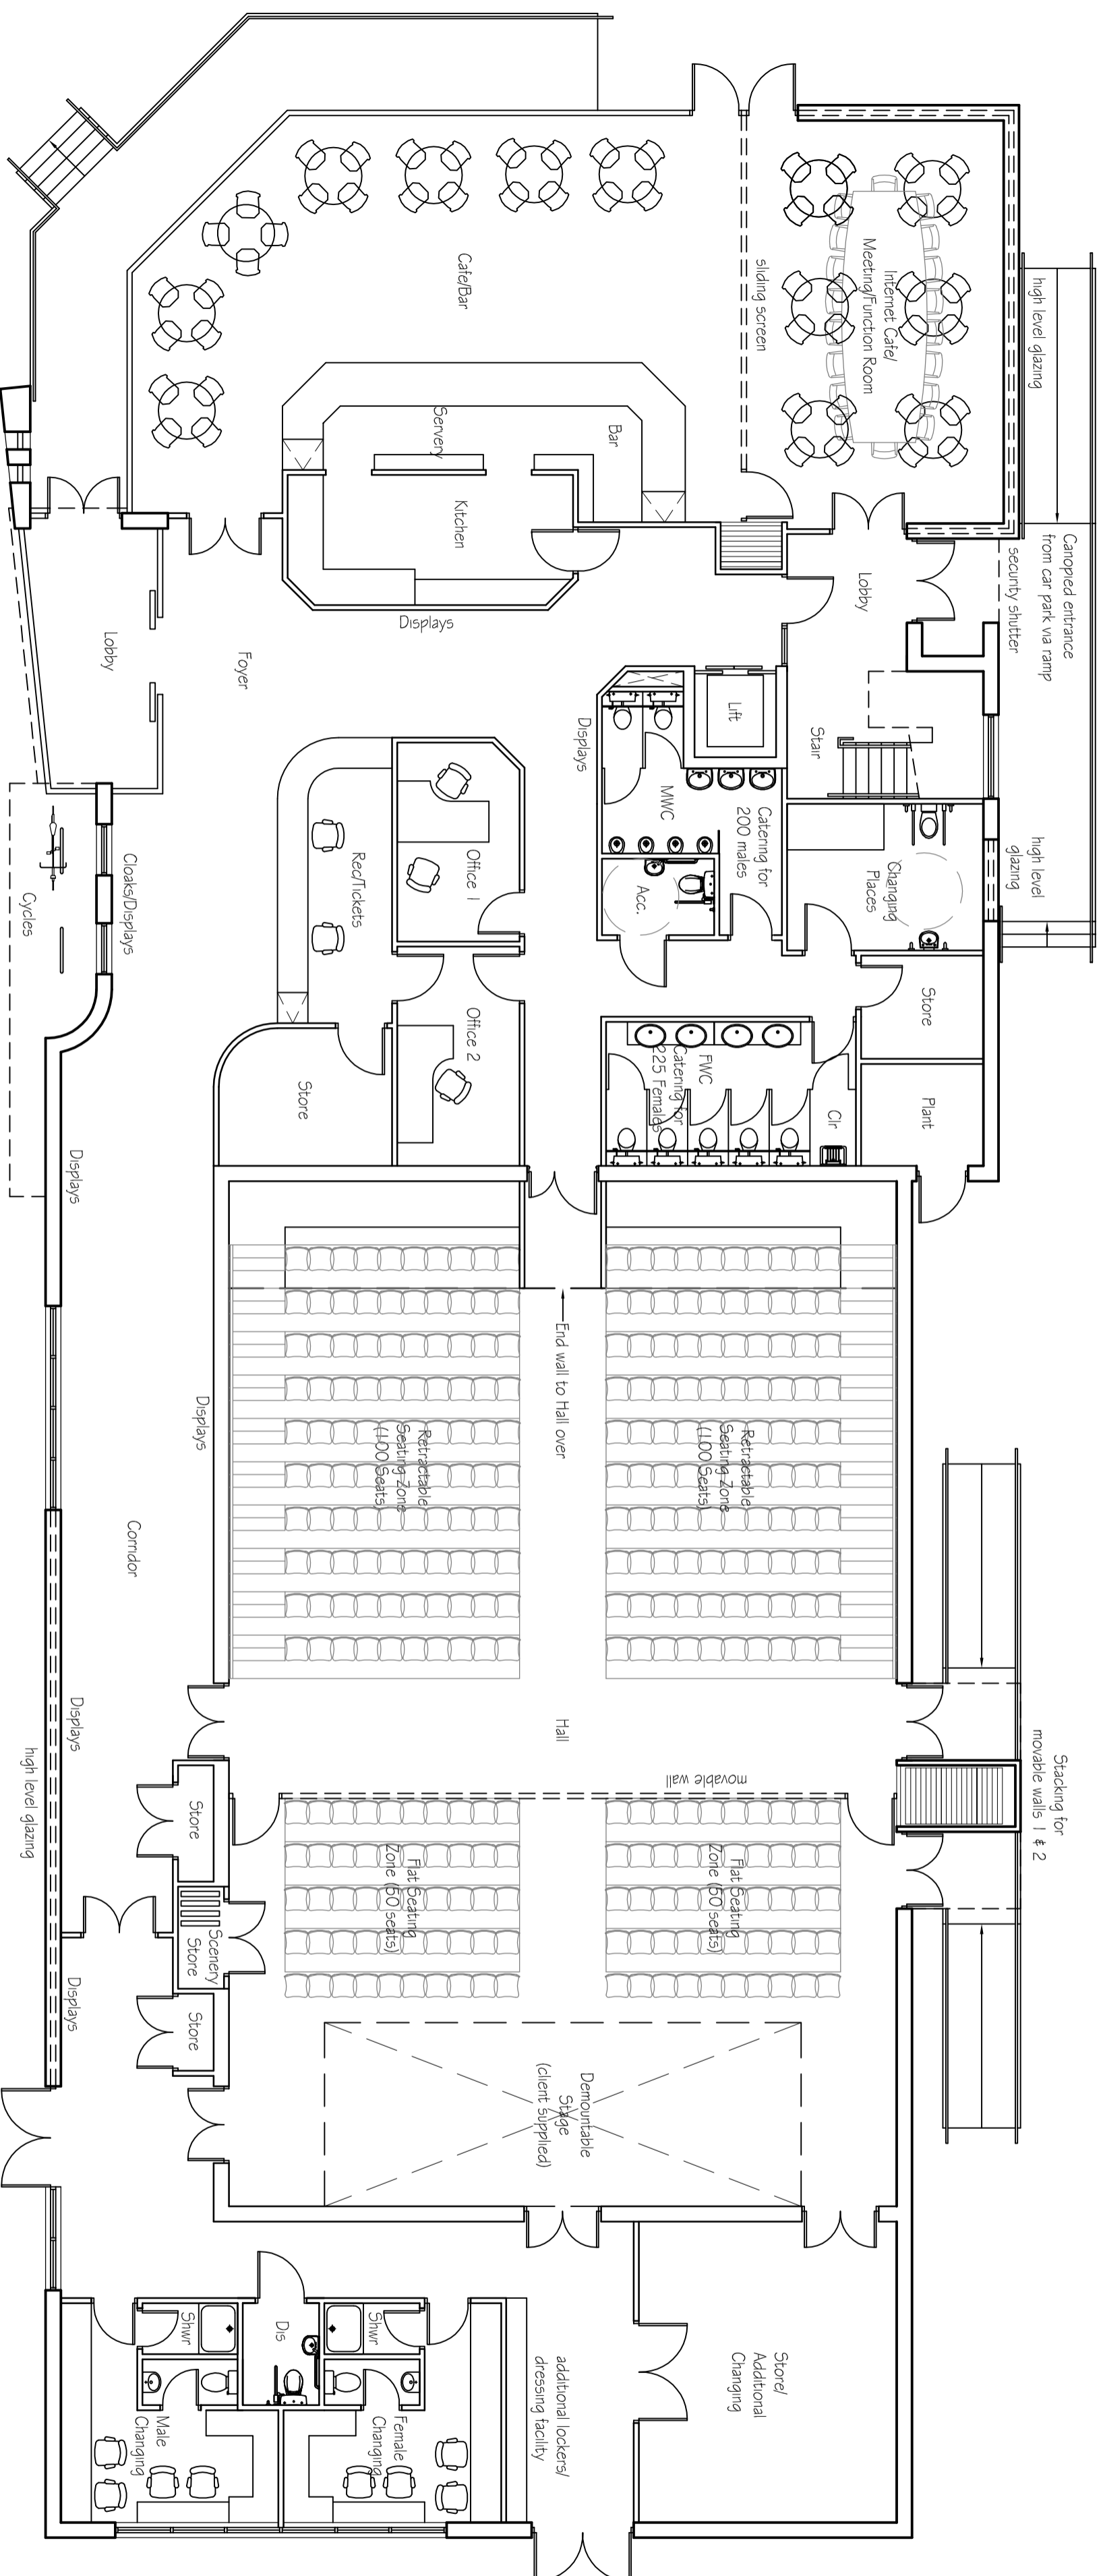 high level glazing
Canopied entrance
from car park via ramp
security shutter
Internet Cafe/
Meeting/Function Room
sliding screen
Cafe/Bar
Bar
Servery
Kitchen
Displays
Lobby
Lobby
Foyer
Lift
Stair
Displays
MWC
Catering for
200 males
Acc.
Changing
Places
high level
glazing
Store
Plant
Clr
FWC
Catering for
225 Females
Office 1
Office 2
Rec/Tickets
Store
Cloaks/Displays
Cycles
Displays
Displays
End wall to Hall over
Retractable
Seating Zone
(100 Seats)
Retractable
Seating Zone
(100 Seats)
Corridor
Hall
movable wall
Stacking for
movable walls 1 & 2
Displays
high level glazing
Store
Scenery
Store
Store
Displays
Flat Seating
Zone (50 seats)
Flat Seating
Zone (50 seats)
Demountable
Stage
(client supplied)
Shwr
Dis
Shwr
Male
Changing
Female
Changing
additional lockers/
dressing facility
Store/
Additional
Changing